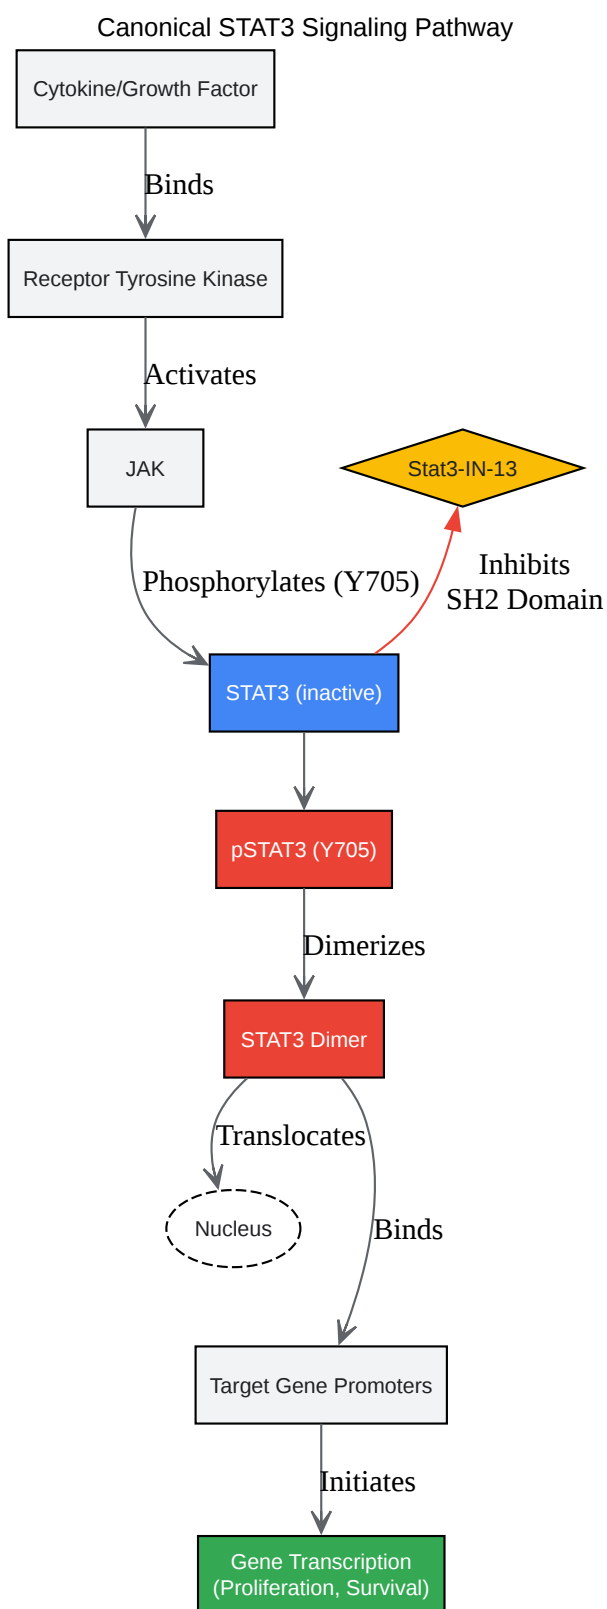 Canonical STAT3 Signaling Pathway
Cytokine/Growth Factor
Binds
Receptor Tyrosine Kinase
Activates
JAK
Stat3-IN-13
Phosphorylates (Y705)
Inhibits
SH2 Domain
STAT3 (inactive)
pSTAT3 (Y705)
Dimerizes
STAT3 Dimer
Translocates
Nucleus
Binds
Target Gene Promoters
Initiates
Gene Transcription
(Proliferation, Survival)